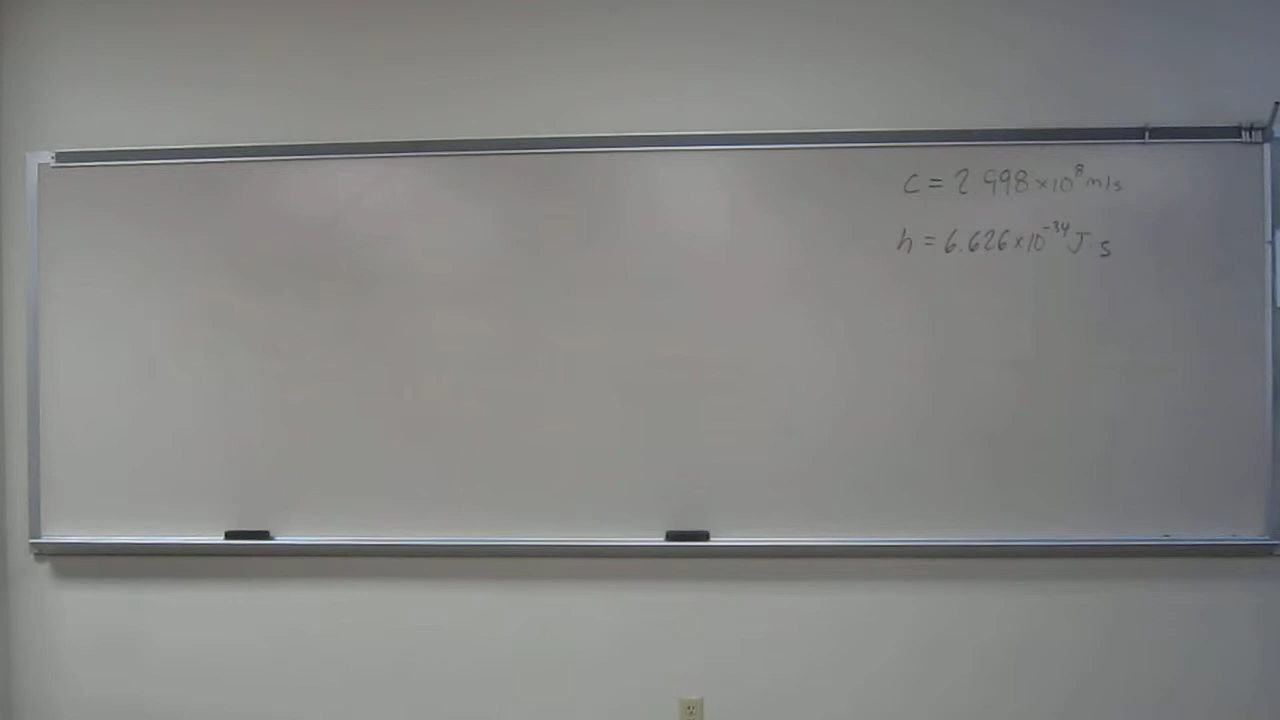 c = 2.998×10⁸ m/s
h = 6.626×10⁻³⁴ J·s